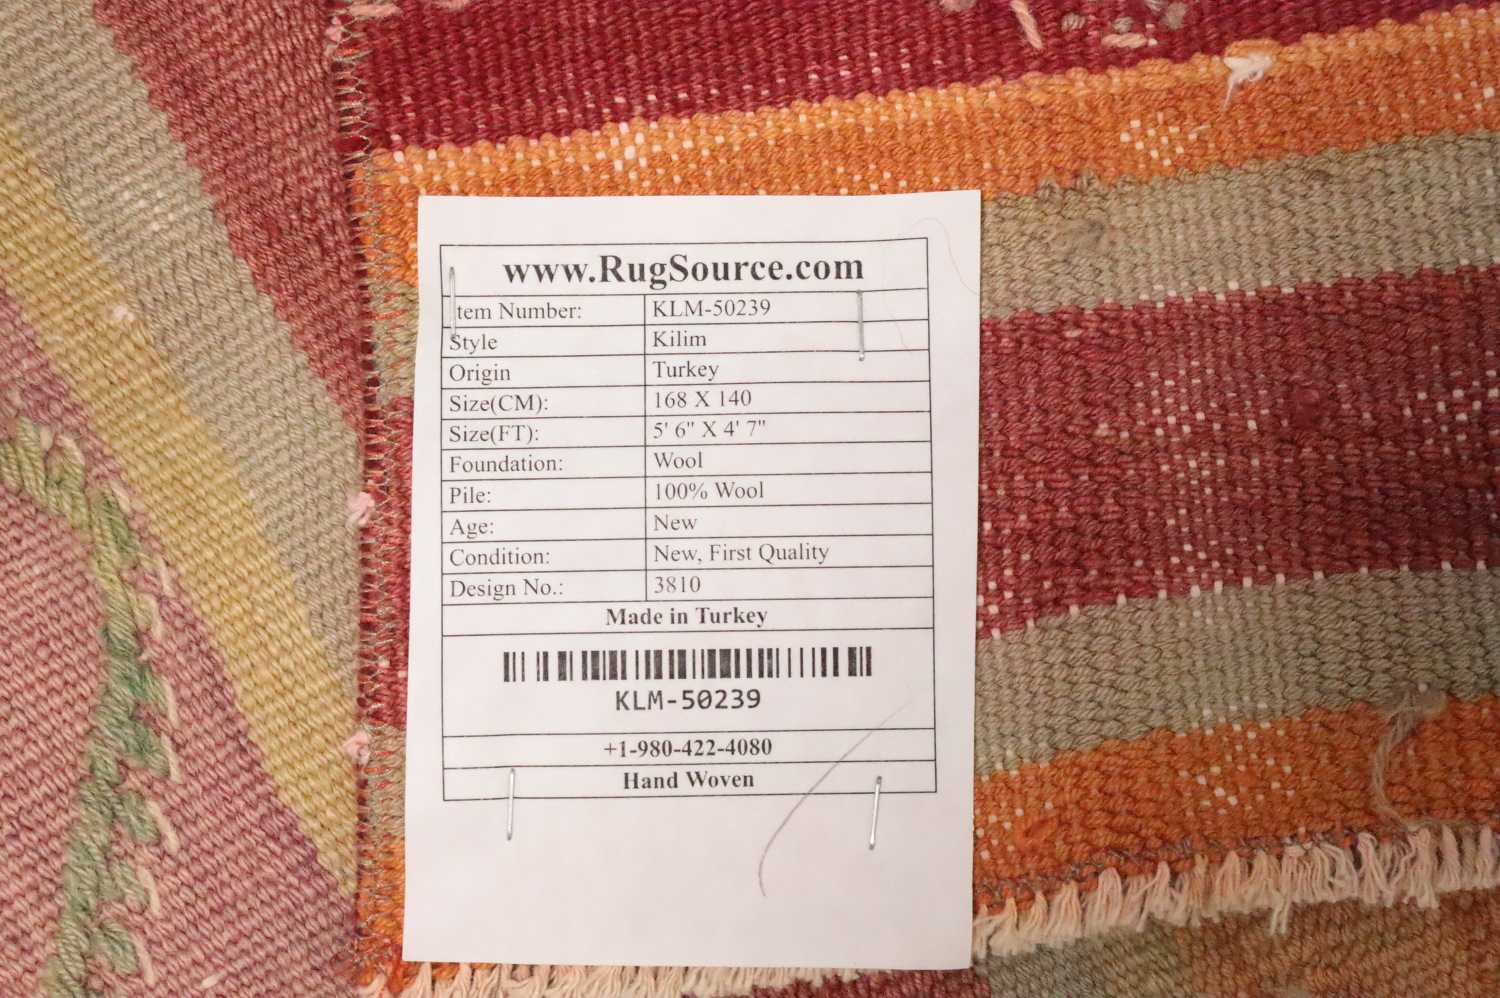 www.RugSource.com
Item Number: KLM-50239
Style Kilim
Origin Turkey
Size(CM): 168 X 140
Size(FT): 5' 6" X 4' 7"
Foundation: Wool
Pile: 100% Wool
Age: New
Condition: New, First Quality
Design No.: 3810
Made in Turkey
KLM-50239
+1-980-422-4080
Hand Woven